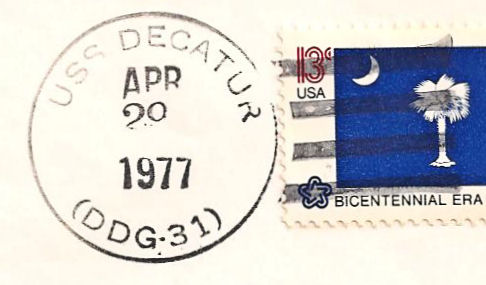 USS DECATUR
APR
20
1977
(DDG-31)
13c
USA
BICENTENNIAL ERA